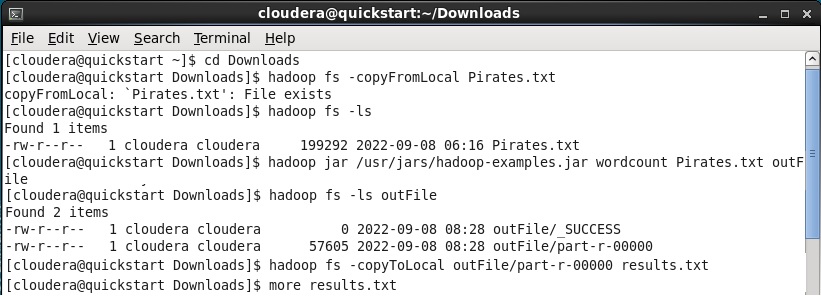 cloudera@quickstart:~/Downloads
File Edit View Search Terminal Help
[cloudera@quickstart ~]$ cd Downloads
[cloudera@quickstart Downloads]$ hadoop fs -copyFromLocal Pirates.txt
copyFromLocal: `Pirates.txt': File exists
[cloudera@quickstart Downloads]$ hadoop fs -ls
Found 1 items
-rw-r--r--   1 cloudera cloudera     199292 2022-09-08 06:16 Pirates.txt
[cloudera@quickstart Downloads]$ hadoop jar /usr/jars/hadoop-examples.jar wordcount Pirates.txt outF
ile
[cloudera@quickstart Downloads]$ hadoop fs -ls outFile
Found 2 items
-rw-r--r--   1 cloudera cloudera          0 2022-09-08 08:28 outFile/_SUCCESS
-rw-r--r--   1 cloudera cloudera      57605 2022-09-08 08:28 outFile/part-r-00000
[cloudera@quickstart Downloads]$ hadoop fs -copyToLocal outFile/part-r-00000 results.txt
[cloudera@quickstart Downloads]$ more results.txt